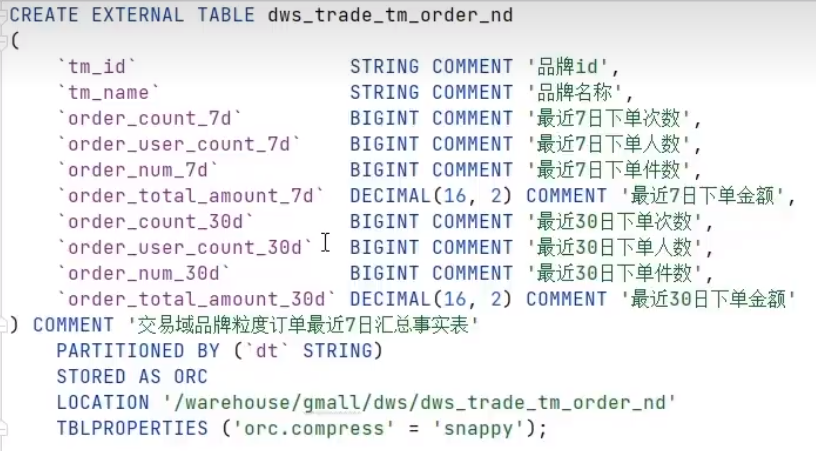 CREATE EXTERNAL TABLE dws_trade_tm_order_nd
(
    `tm_id`                   STRING COMMENT '品牌id',
    `tm_name`                 STRING COMMENT '品牌名称',
    `order_count_7d`          BIGINT COMMENT '最近7日下单次数',
    `order_user_count_7d`     BIGINT COMMENT '最近7日下单人数',
    `order_num_7d`            BIGINT COMMENT '最近7日下单件数',
    `order_total_amount_7d`   DECIMAL(16, 2) COMMENT '最近7日下单金额',
    `order_count_30d`         BIGINT COMMENT '最近30日下单次数',
    `order_user_count_30d`    BIGINT COMMENT '最近30日下单人数',
    `order_num_30d`           BIGINT COMMENT '最近30日下单件数',
    `order_total_amount_30d`  DECIMAL(16, 2) COMMENT '最近30日下单金额'
) COMMENT '交易域品牌粒度订单最近7日汇总事实表'
    PARTITIONED BY (`dt` STRING)
    STORED AS ORC
    LOCATION '/warehouse/gmall/dws/dws_trade_tm_order_nd'
    TBLPROPERTIES ('orc.compress' = 'snappy');